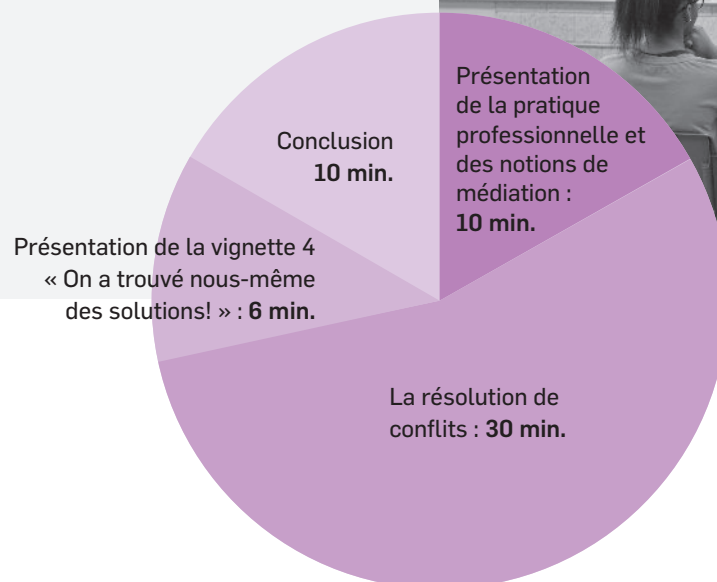 Présentation
de la pratique
professionnelle et
des notions de
médiation :
10 min.
La résolution de
conflits : 30 min.
Présentation de la vignette 4
« On a trouvé nous-même
des solutions! » : 6 min.
Conclusion
10 min.